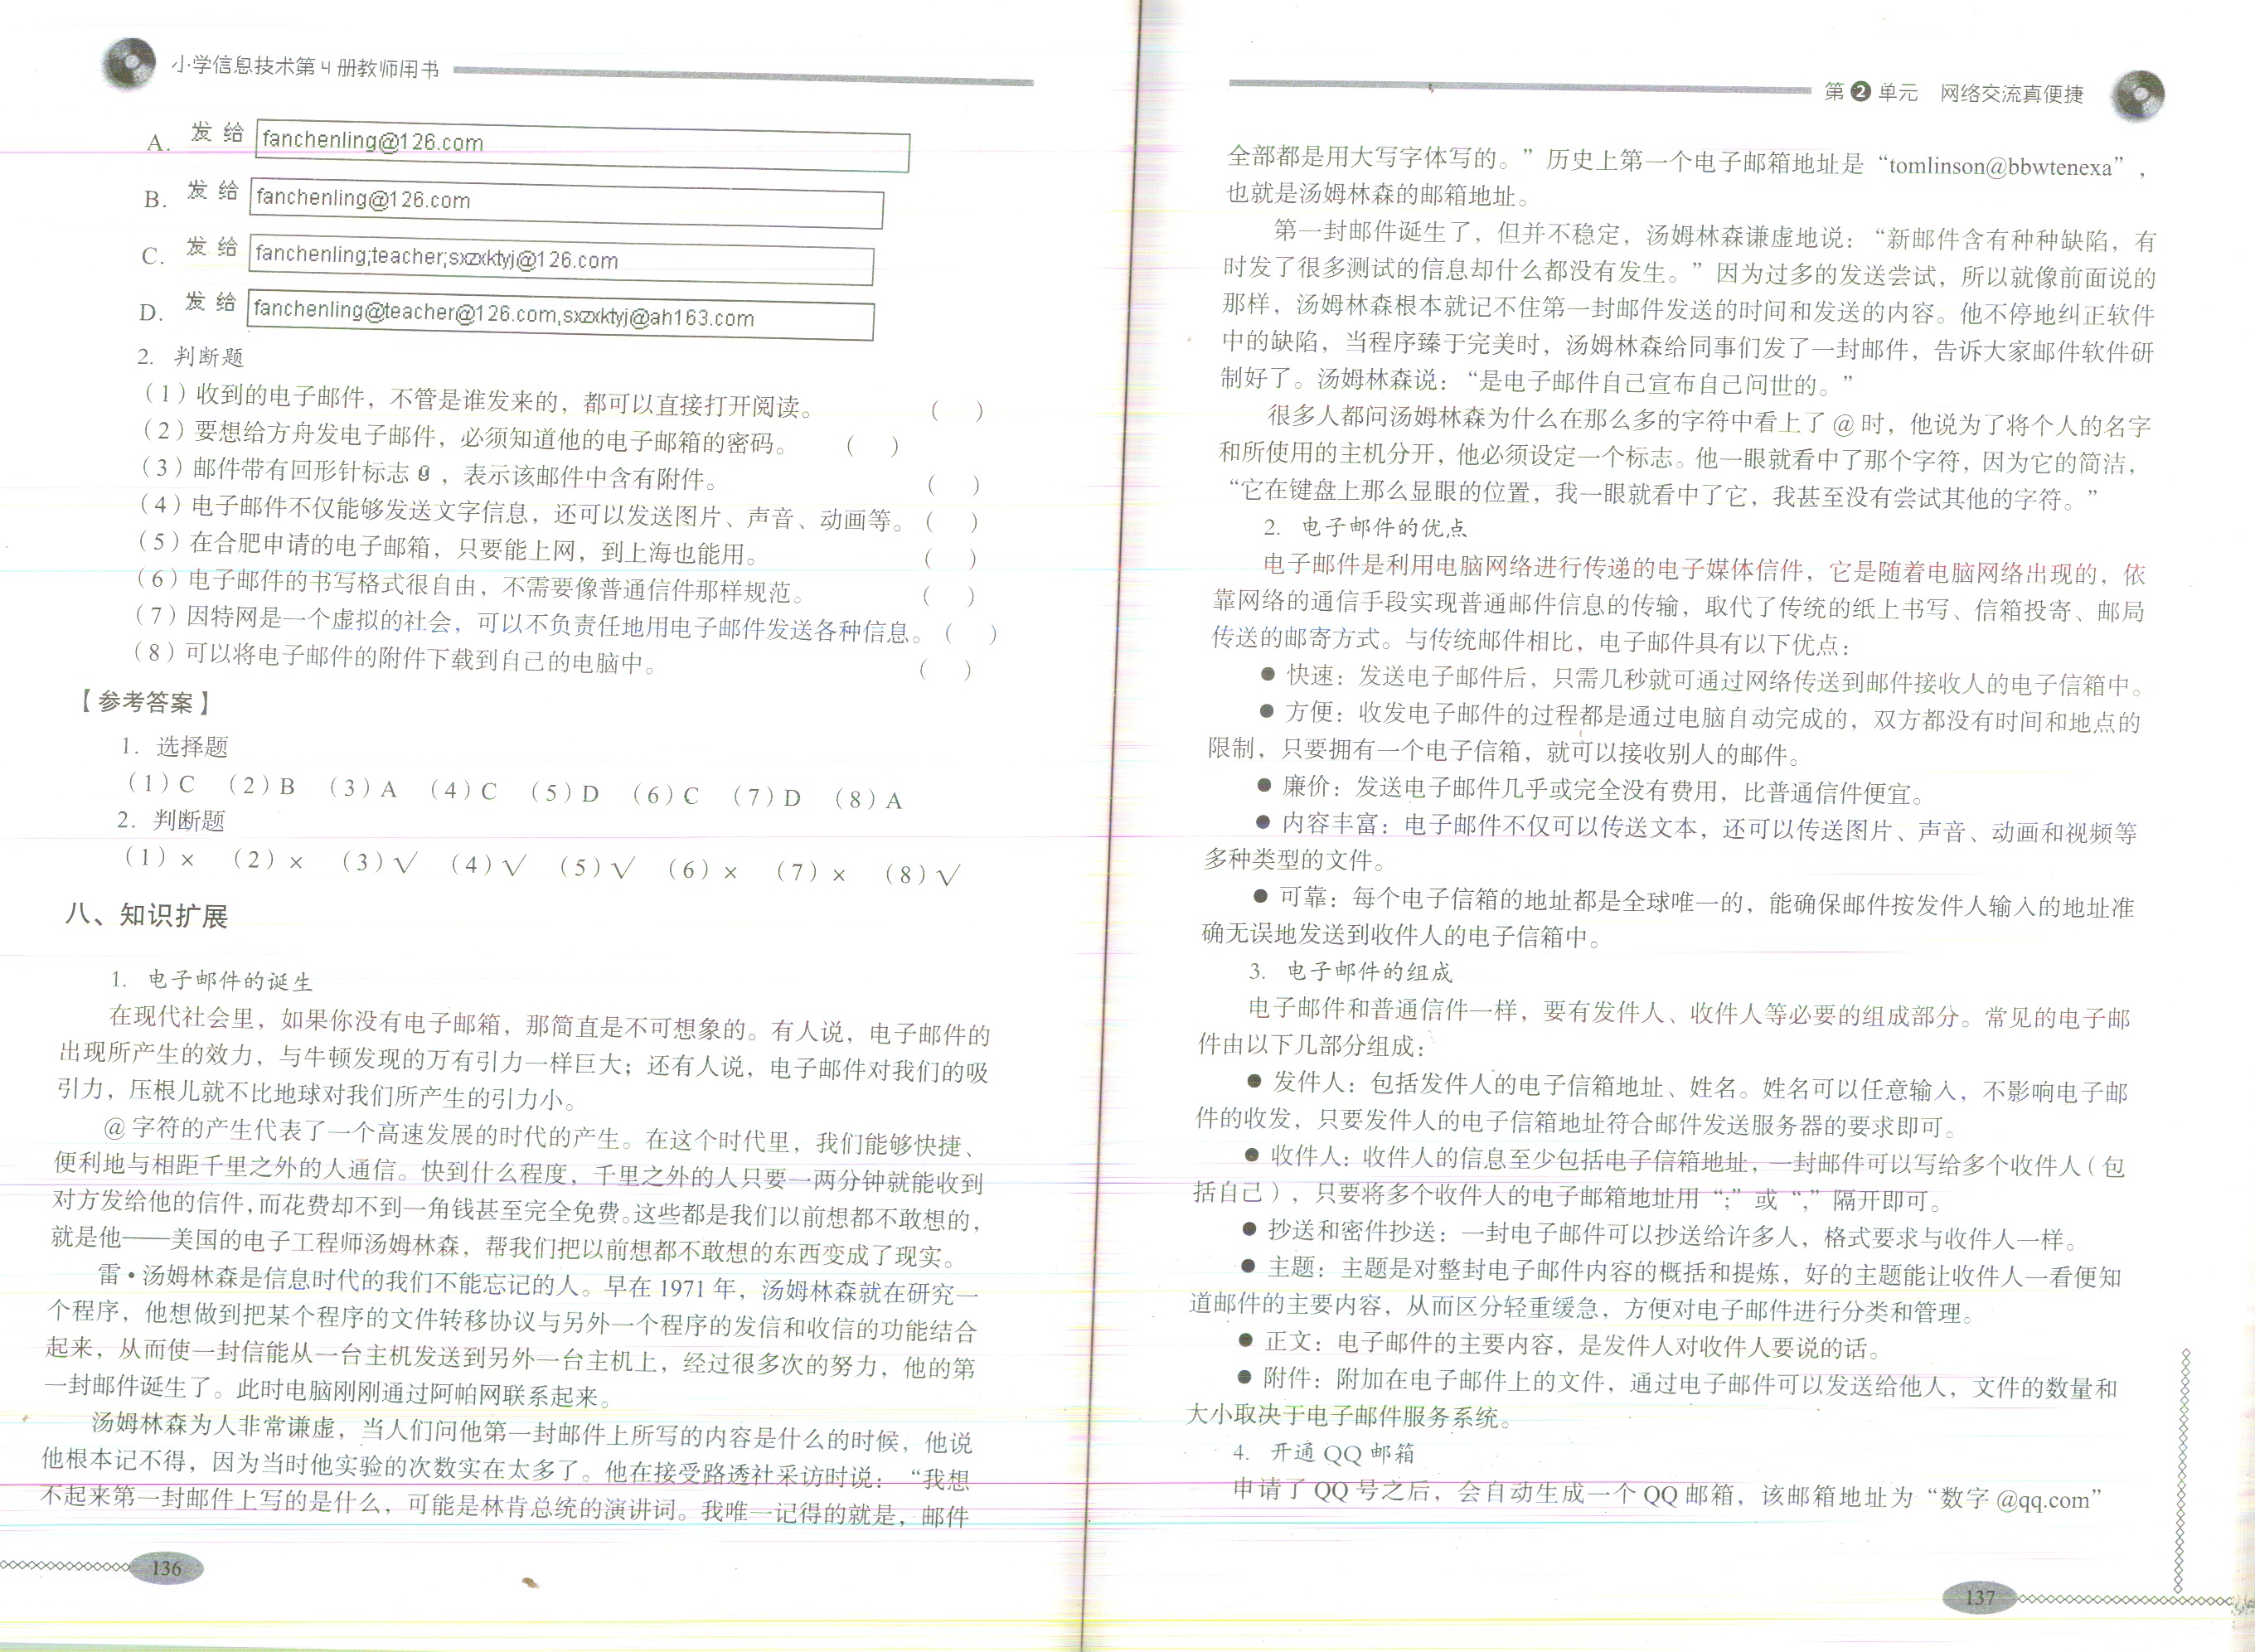 小学信息技术第4册教师用书
A. 发给 fanchenling@126.com
B. 发给 fanchenling@126.com
C. 发给 fanchenling;teacher;sxzxktyj@126.com
D. 发给 fanchenling@teacher@126.com,sxzxktyj@ah163.com
2. 判断题
（1）收到的电子邮件，不管是谁发来的，都可以直接打开阅读。（ ）
（2）要想给方舟发电子邮件，必须知道他的电子邮箱的密码。（ ）
（3）邮件带有回形针标志，表示该邮件中含有附件。（ ）
（4）电子邮件不仅能够发送文字信息，还可以发送图片、声音、动画等。（ ）
（5）在合肥申请的电子邮箱，只要能上网，到上海也能用。（ ）
（6）电子邮件的书写格式很自由，不需要像普通信件那样规范。（ ）
（7）因特网是一个虚拟的社会，可以不负责任地用电子邮件发送各种信息。（ ）
（8）可以将电子邮件的附件下载到自己的电脑中。（ ）
【参考答案】
1. 选择题
（1）C （2）B （3）A （4）C （5）D （6）C （7）D （8）A
2. 判断题
（1）× （2）× （3）√ （4）√ （5）√ （6）× （7）× （8）√
八、知识扩展
1. 电子邮件的诞生
在现代社会里，如果你没有电子邮箱，那简直是不可想象的。有人说，电子邮件的
出现所产生的效力，与牛顿发现的万有引力一样巨大；还有人说，电子邮件对我们的吸
引力，压根儿就不比地球对我们所产生的引力小。
@字符的产生代表了一个高速发展的时代的产生。在这个时代里，我们能够快捷、
便利地与相距千里之外的人通信。快到什么程度，千里之外的人只要一两分钟就能收到
对方发给他的信件，而花费却不到一角钱甚至完全免费。这些都是我们以前想都不敢想的，
就是他——美国的电子工程师汤姆林森，帮我们把以前想都不敢想的东西变成了现实。
雷·汤姆林森是信息时代的我们不能忘记的人。早在1971年，汤姆林森就在研究一
个程序，他想做到把某个程序的文件转移协议与另外一个程序的发信和收信的功能结合
起来，从而使一封信能从一台主机发送到另外一台主机上，经过很多次的努力，他的第
一封邮件诞生了。此时电脑刚刚通过阿帕网联系起来。
汤姆林森为人非常谦虚，当人们问他第一封邮件上所写的内容是什么的时候，他说
他根本记不得，因为当时他实验的次数实在太多了。他在接受路透社采访时说：“我想
不起来第一封邮件上写的是什么，可能是林肯总统的演讲词。我唯一记得的就是，邮件
136
第2单元 网络交流真便捷
全部都是用大写字体写的。”历史上第一个电子邮箱地址是“tomlinson@bbwtenexa”，
也就是汤姆林森的邮箱地址。
第一封邮件诞生了，但并不稳定，汤姆林森谦虚地说：“新邮件含有种种缺陷，有
时发了很多测试的信息却什么都没有发生。”因为过多的发送尝试，所以就像前面说的
那样，汤姆林森根本就记不住第一封邮件发送的时间和发送的内容。他不停地纠正软件
中的缺陷，当程序臻于完美时，汤姆林森给同事们发了一封邮件，告诉大家邮件软件研
制好了。汤姆林森说：“是电子邮件自己宣布自己问世的。”
很多人都问汤姆林森为什么在那么多的字符中看上了@时，他说为了将个人的名字
和所使用的主机分开，他必须设定一个标志。他一眼就看中了那个字符，因为它的简洁，
“它在键盘上那么显眼的位置，我一眼就看中了它，我甚至没有尝试其他的字符。”
2. 电子邮件的优点
电子邮件是利用电脑网络进行传递的电子媒体信件，它是随着电脑网络出现的，依
靠网络的通信手段实现普通邮件信息的传输，取代了传统的纸上书写、信箱投寄、邮局
传送的邮寄方式。与传统邮件相比，电子邮件具有以下优点：
● 快速：发送电子邮件后，只需几秒就可通过网络传送到邮件接收人的电子信箱中。
● 方便：收发电子邮件的过程都是通过电脑自动完成的，双方都没有时间和地点的
限制，只要拥有一个电子信箱，就可以接收别人的邮件。
● 廉价：发送电子邮件几乎或完全没有费用，比普通信件便宜。
● 内容丰富：电子邮件不仅可以传送文本，还可以传送图片、声音、动画和视频等
多种类型的文件。
● 可靠：每个电子信箱的地址都是全球唯一的，能确保邮件按发件人输入的地址准
确无误地发送到收件人的电子信箱中。
3. 电子邮件的组成
电子邮件和普通信件一样，要有发件人、收件人等必要的组成部分。常见的电子邮
件由以下几部分组成：
● 发件人：包括发件人的电子信箱地址、姓名。姓名可以任意输入，不影响电子邮
件的收发，只要发件人的电子信箱地址符合邮件发送服务器的要求即可。
● 收件人：收件人的信息至少包括电子信箱地址，一封邮件可以写给多个收件人（包
括自己），只要将多个收件人的电子邮箱地址用“;”或“,”隔开即可。
● 抄送和密件抄送：一封电子邮件可以抄送给许多人，格式要求与收件人一样。
● 主题：主题是对整封电子邮件内容的概括和提炼，好的主题能让收件人一看便知
道邮件的主要内容，从而区分轻重缓急，方便对电子邮件进行分类和管理。
● 正文：电子邮件的主要内容，是发件人对收件人要说的话。
● 附件：附加在电子邮件上的文件，通过电子邮件可以发送给他人，文件的数量和
大小取决于电子邮件服务系统。
4. 开通QQ邮箱
申请了QQ号之后，会自动生成一个QQ邮箱，该邮箱地址为“数字@qq.com”
137